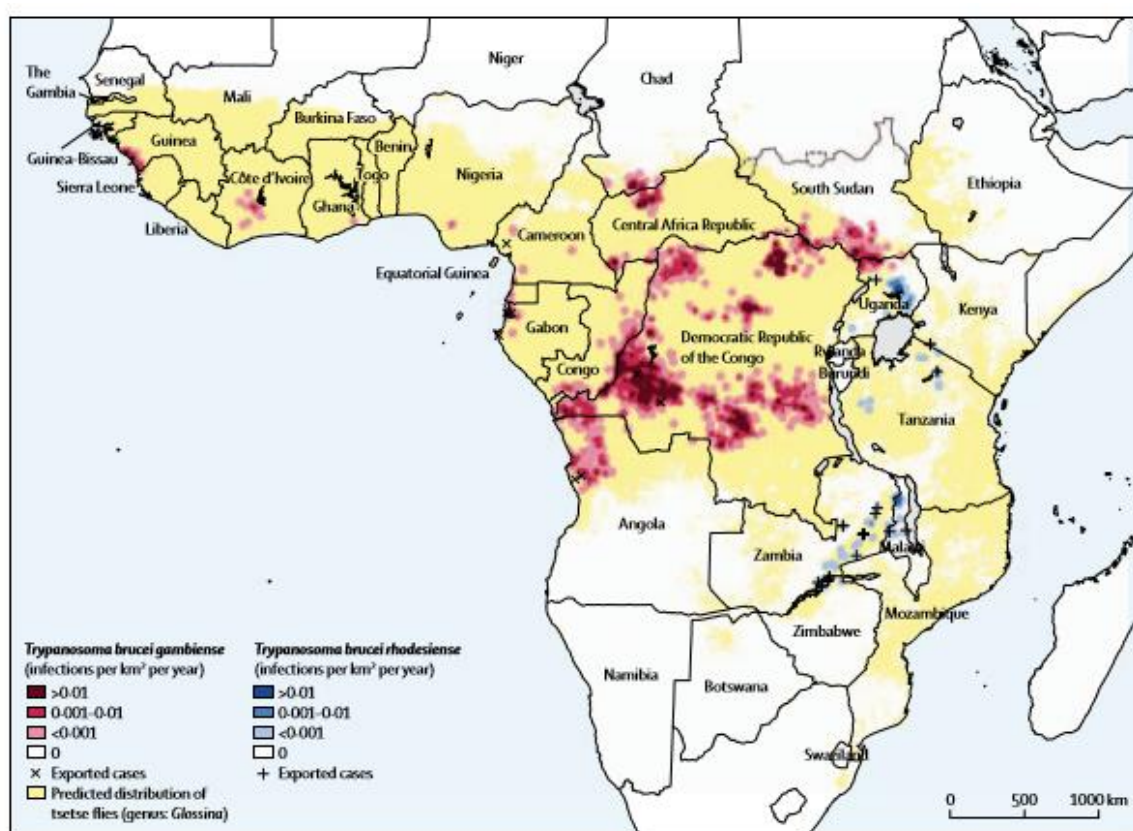 Niger
The
Gambia
Senegal
Mali
Chad
Burkina Faso
Guinea
Benin
Guinea-Bissau
Nigeria
South Sudan
Ethiopia
Côte d'Ivoire
Togo
Sierra Leone
Ghana
Central Africa Republic
Liberia
Cameroon
Equatorial Guinea
Uganda
Kenya
Gabon
Democratic Republic
of the Congo
Rwanda
Congo
Burundi
Tanzania
Angola
Malawi
Zambia
Mozambique
Zimbabwe
Namibia
Botswana
Swaziland
Trypanosoma brucei gambiense
(infections per km² per year)
>0·01
0·001–0·01
<0·001
0
Exported cases
Predicted distribution of
tsetse flies (genus: Glossina)
Trypanosoma brucei rhodesiense
(infections per km² per year)
>0·01
0·001–0·01
<0·001
0
Exported cases
0 500 1000 km